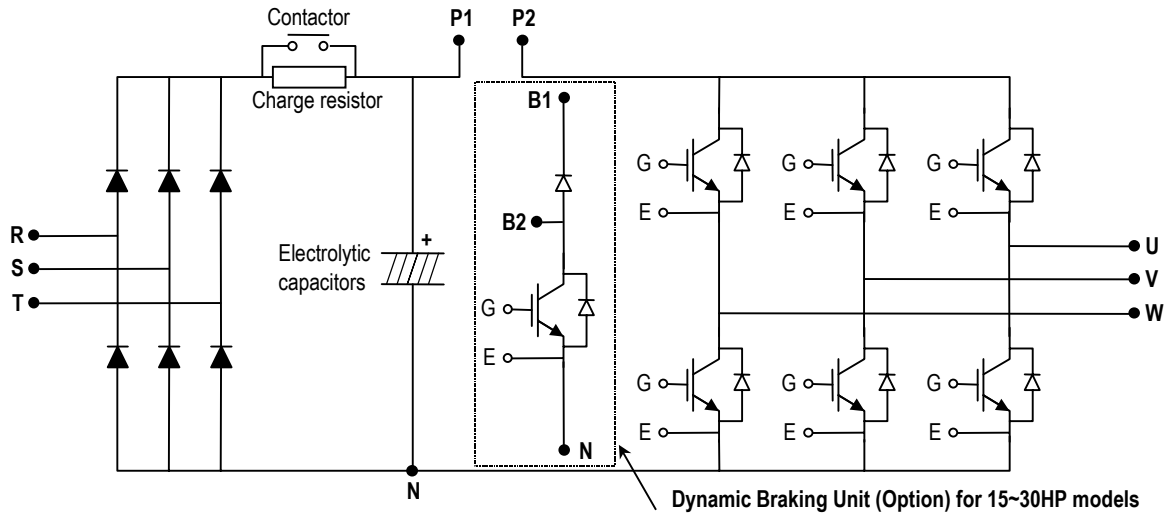 Contactor
P1
P2
Charge resistor
B1
G
G
G
B2
E
E
E
R
S
T
+
Electrolytic
capacitors
U
V
W
G
E
G
G
G
E
E
E
N
N
Dynamic Braking Unit (Option) for 15~30HP models